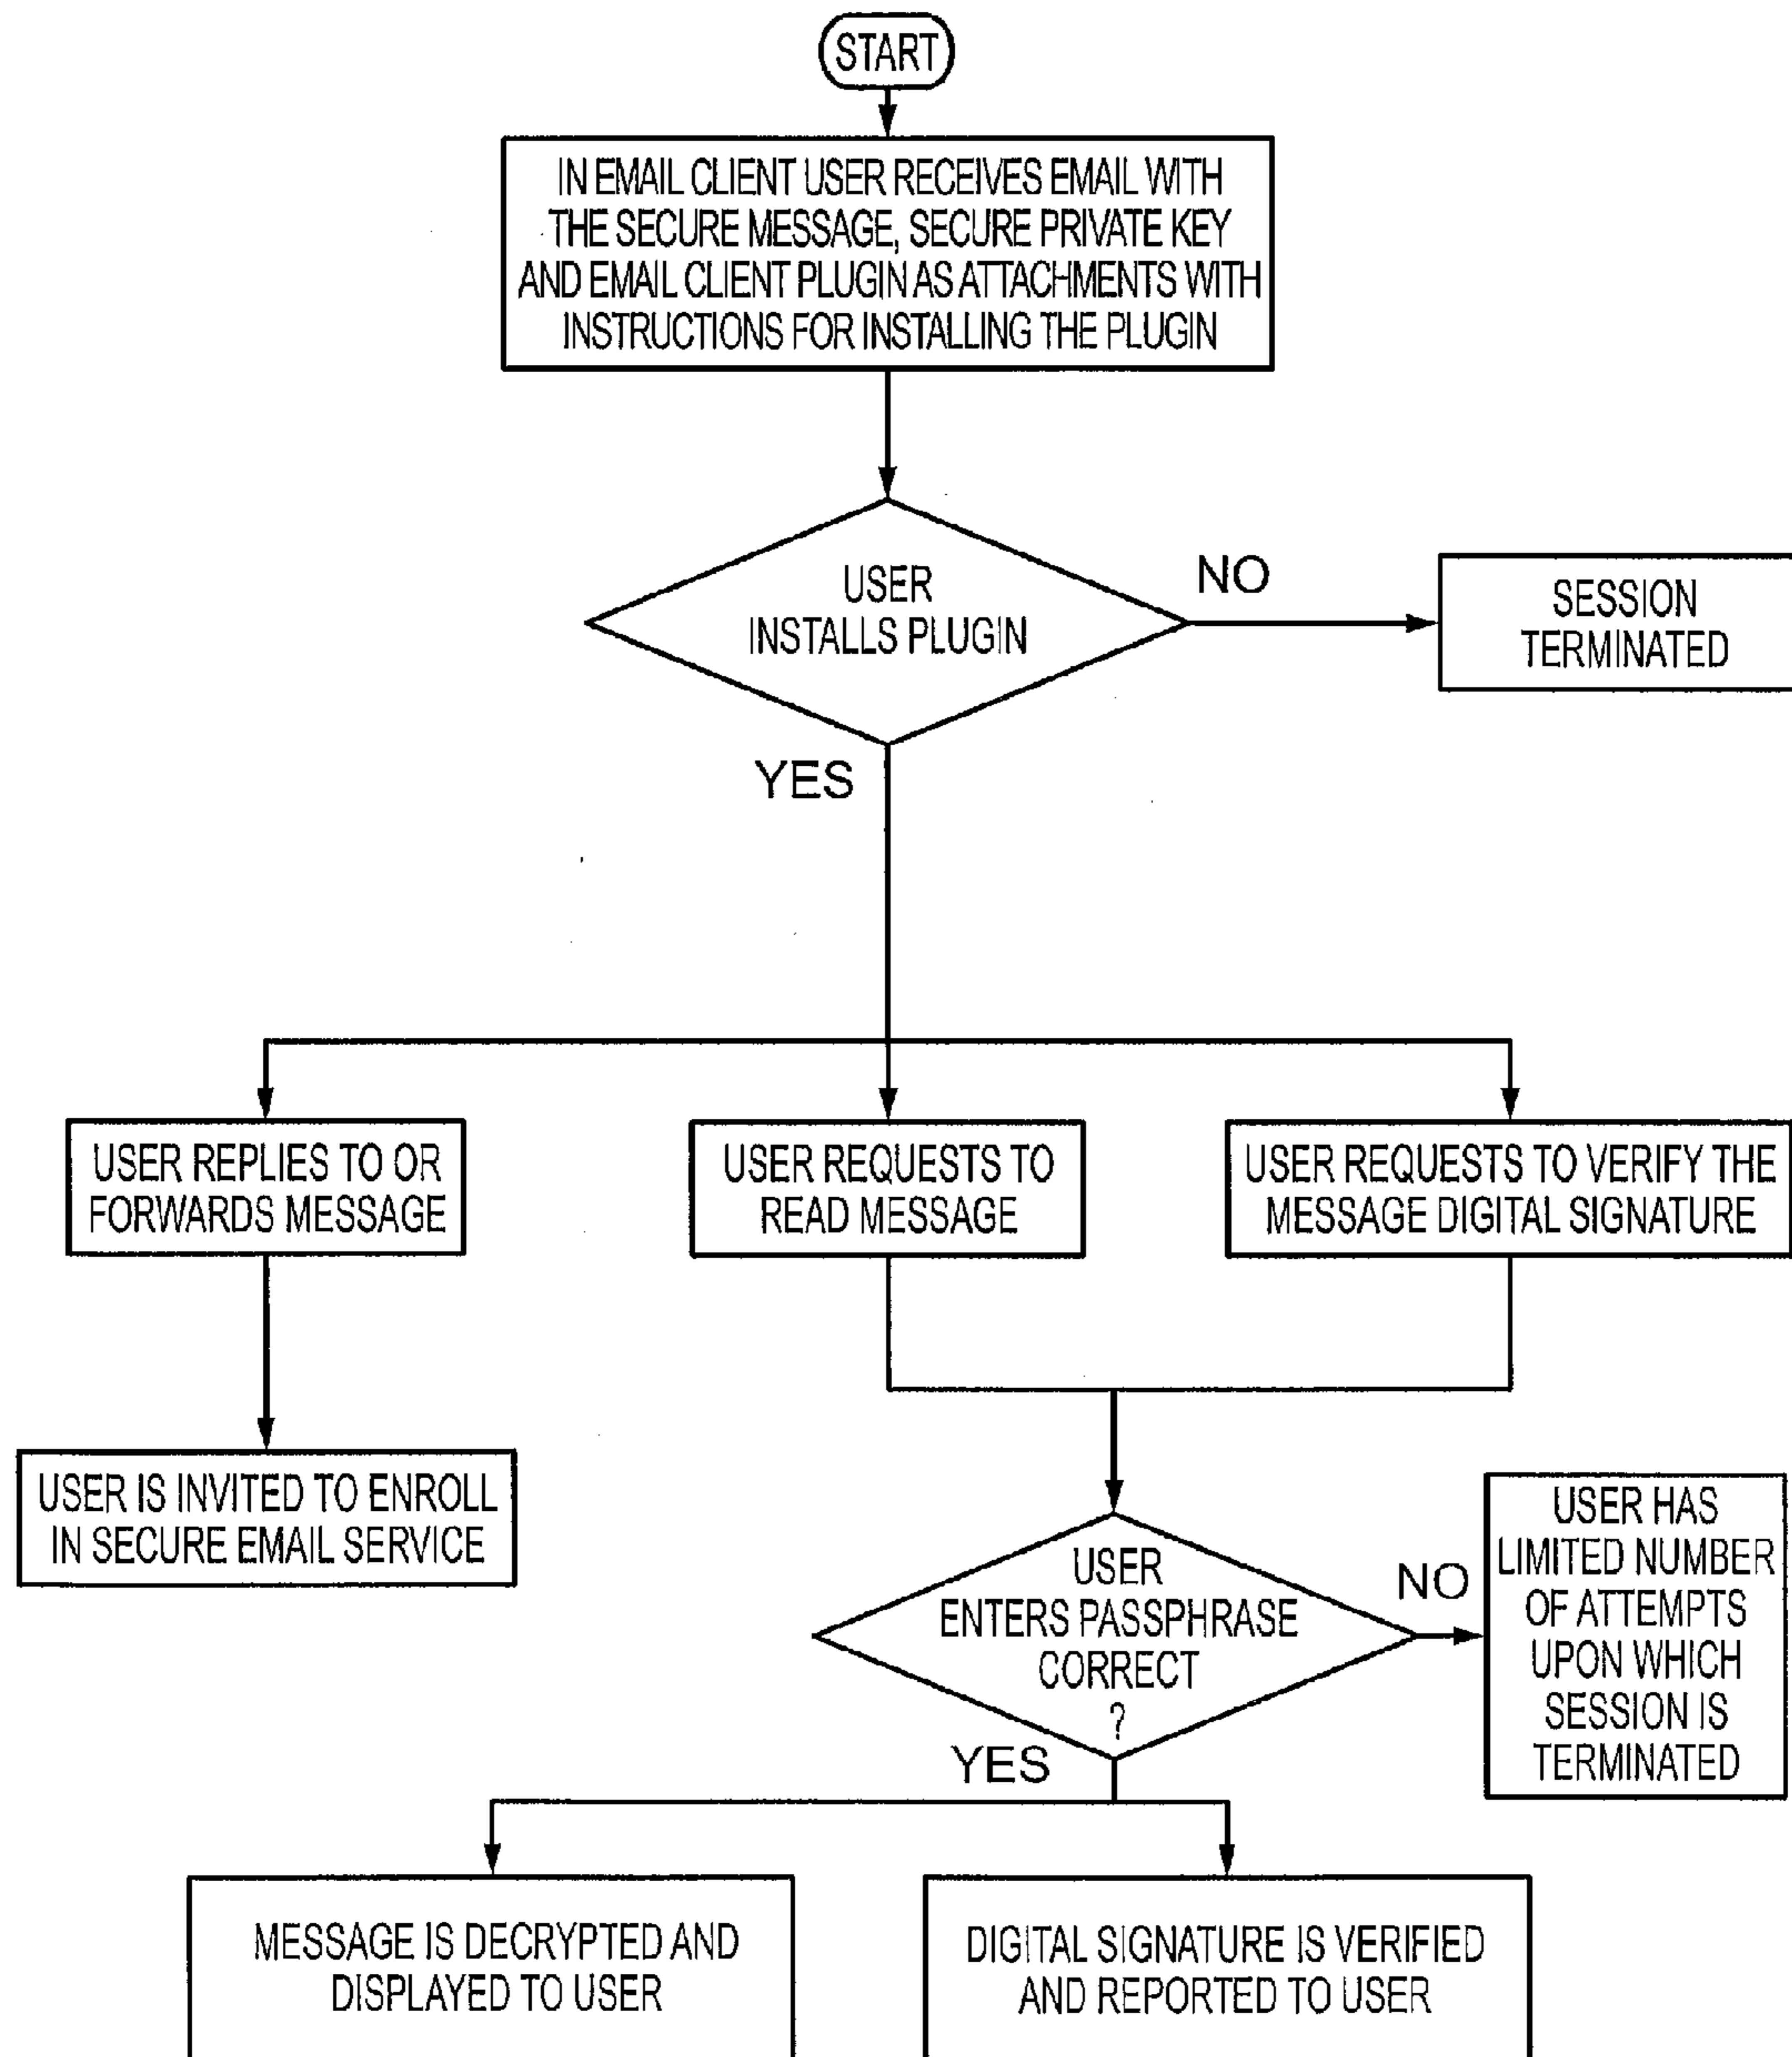 START
IN EMAIL CLIENT USER RECEIVES EMAIL WITH
THE SECURE MESSAGE, SECURE PRIVATE KEY
AND EMAIL CLIENT PLUGIN AS ATTACHMENTS WITH
INSTRUCTIONS FOR INSTALLING THE PLUGIN
USER
INSTALLS PLUGIN
NO
SESSION
TERMINATED
YES
USER REPLIES TO OR
FORWARDS MESSAGE
USER REQUESTS TO
READ MESSAGE
USER REQUESTS TO VERIFY THE
MESSAGE DIGITAL SIGNATURE
USER IS INVITED TO ENROLL
IN SECURE EMAIL SERVICE
USER
ENTERS PASSPHRASE
CORRECT
?
NO
USER HAS
LIMITED NUMBER
OF ATTEMPTS
UPON WHICH
SESSION IS
TERMINATED
YES
MESSAGE IS DECRYPTED AND
DISPLAYED TO USER
DIGITAL SIGNATURE IS VERIFIED
AND REPORTED TO USER